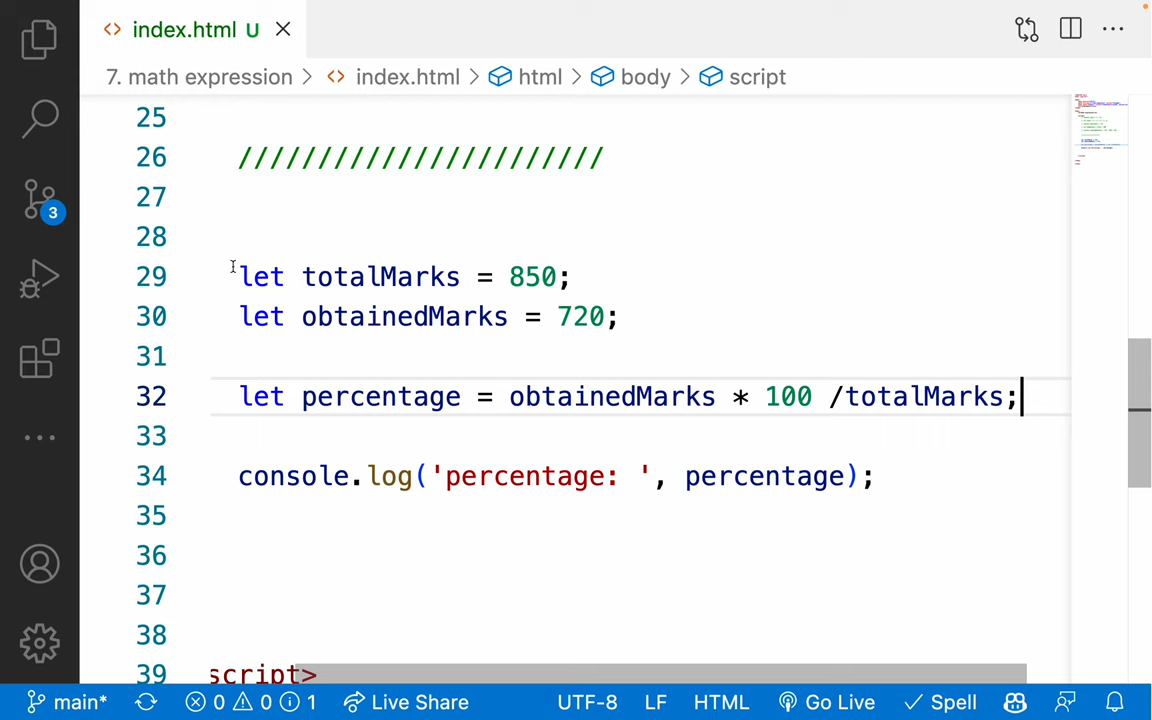 index.html U
7. math expression > index.html > html > body > script
25
26 ///////////////////////
27
28
29 let totalMarks = 850;
30 let obtainedMarks = 720;
31
32 let percentage = obtainedMarks * 100 /totalMarks;
33
34 console.log('percentage: ', percentage);
35
36
37
38
39 script>
3
main* 0 0 1 Live Share UTF-8 LF HTML Go Live Spell